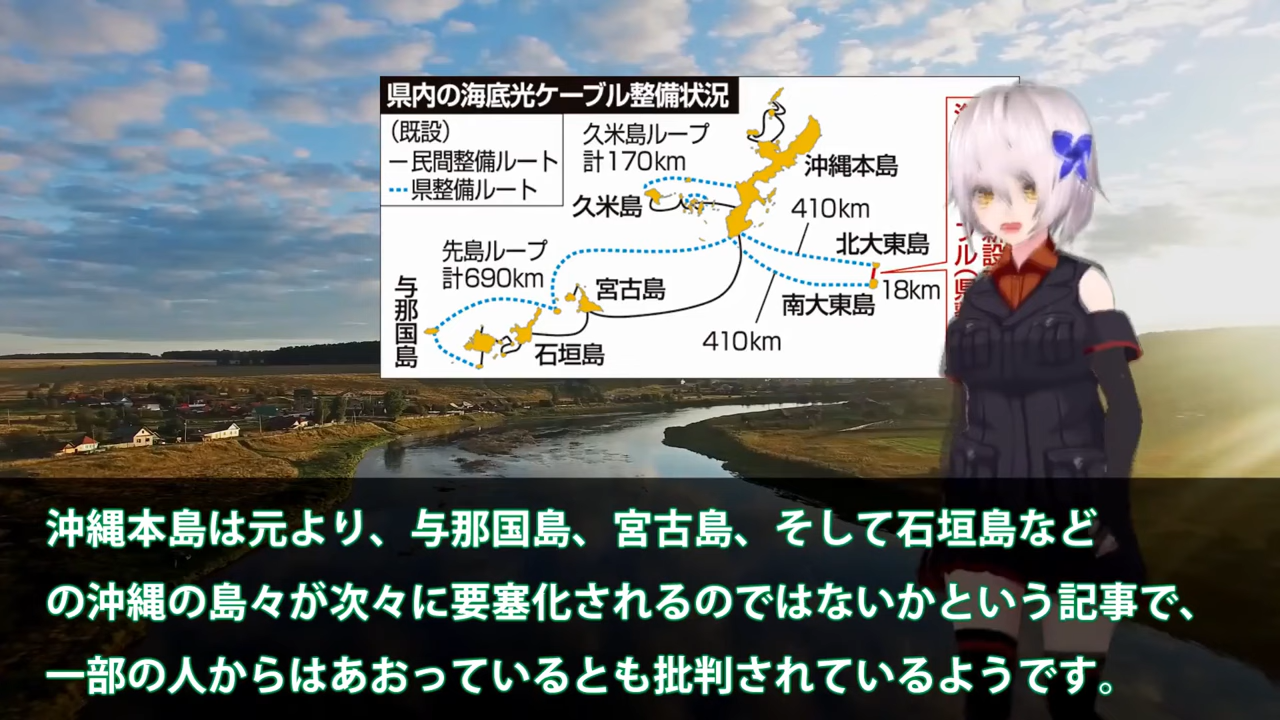 県内の海底光ケーブル整備状況
(既設)
民間整備ルート
県整備ルート
久米島ループ
計170km
沖縄本島
久米島
410km
北大東島
先島ループ
計690km
与那国島
宮古島
18km
南大東島
410km
石垣島
沖縄本島は元より、与那国島、宮古島、そして石垣島など
の沖縄の島々が次々に要塞化されるのではないかという記事で、
一部の人からはあおっているとも批判されているようです。